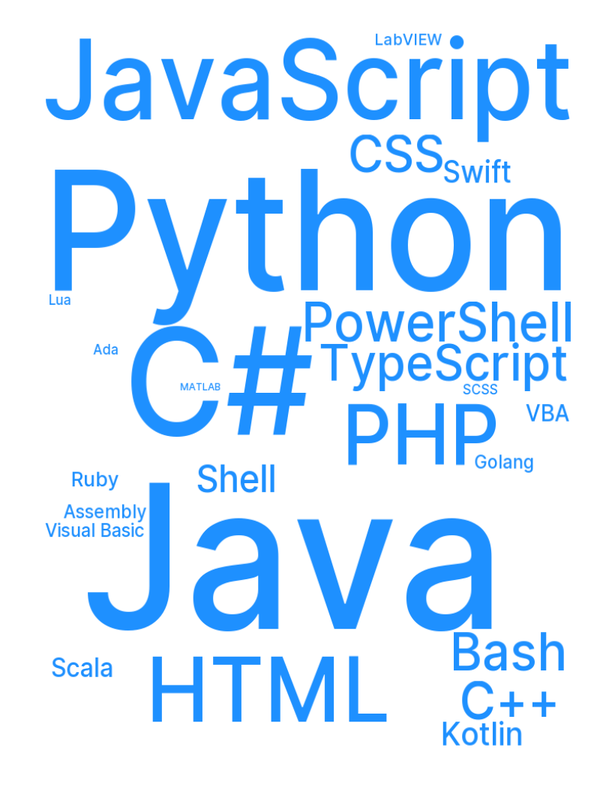 LabVIEW
JavaScript
CSS
Swift
Python
Lua
PowerShell
Ada
C#
TypeScript
MATLAB
SCSS
PHP
VBA
Golang
Ruby
Shell
Assembly
Visual Basic
Java
Bash
Scala
HTML
C++
Kotlin